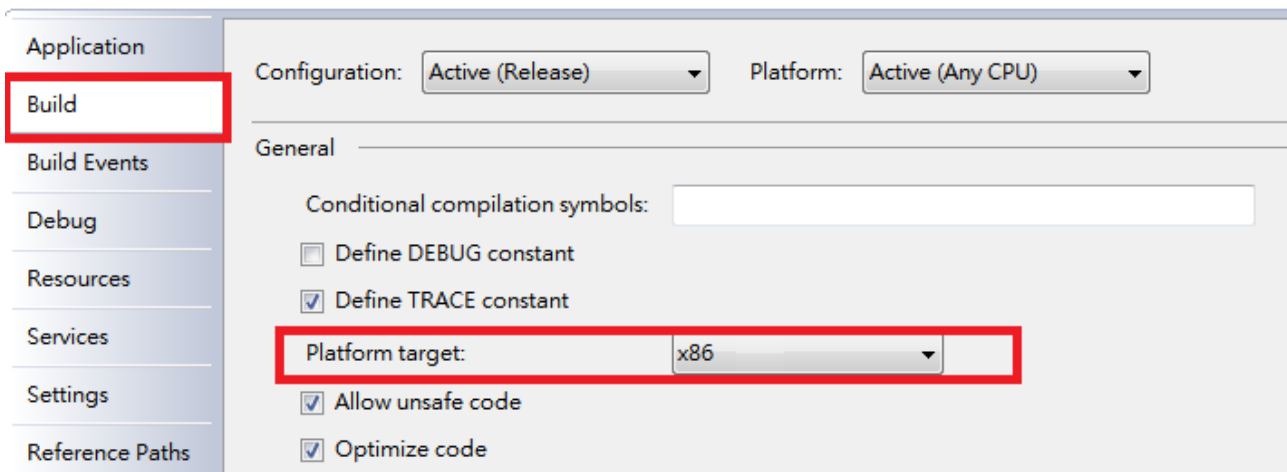 Application
Build
Build Events
Debug
Resources
Services
Settings
Reference Paths
Configuration: Active (Release) Platform: Active (Any CPU)
General
Conditional compilation symbols:
Define DEBUG constant
Define TRACE constant
Platform target: x86
Allow unsafe code
Optimize code